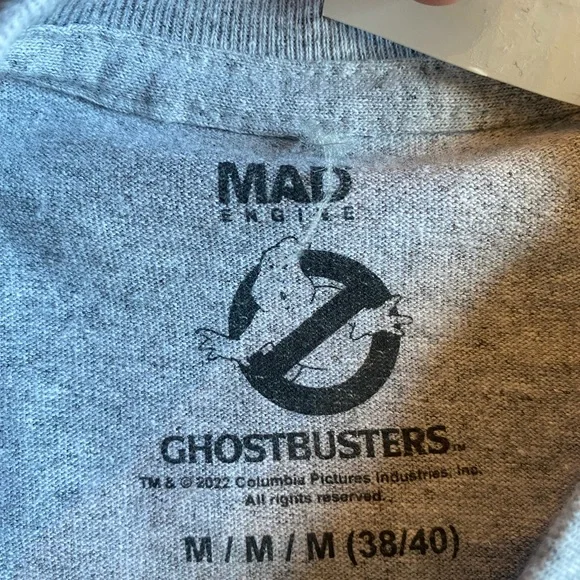 MAD
ENGINE
GHOSTBUSTERS™
TM & © 2022 Columbia Pictures Industries, Inc.
All rights reserved.
M / M / M (38/40)